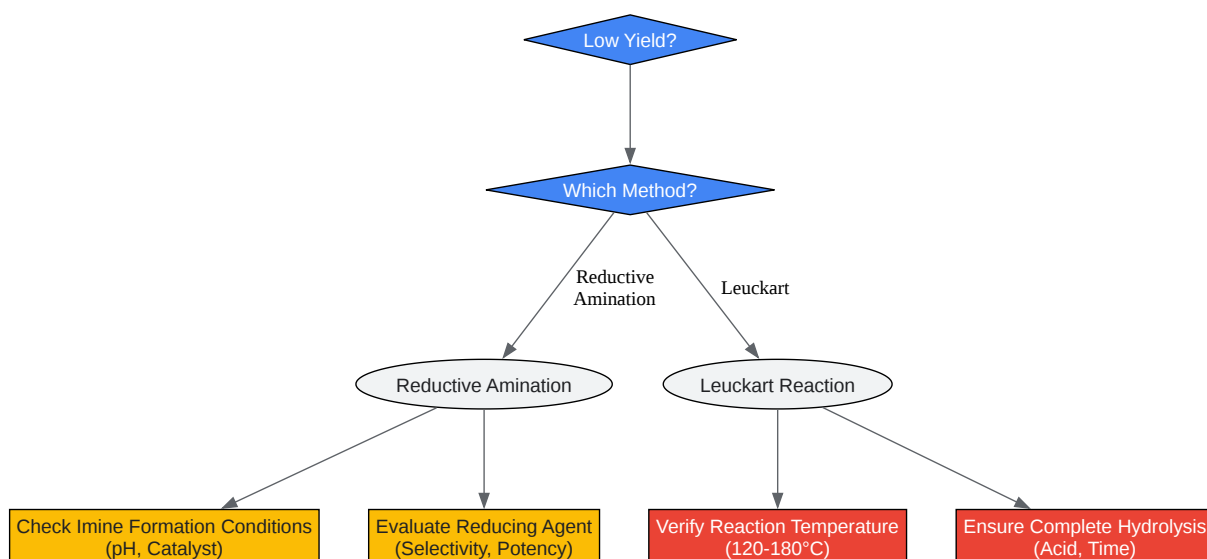 Low Yield?
Which Method?
Reductive
Amination
Leuckart
Reductive Amination
Leuckart Reaction
Check Imine Formation Conditions
(pH, Catalyst)
Evaluate Reducing Agent
(Selectivity, Potency)
Verify Reaction Temperature
(120-180°C)
Ensure Complete Hydrolysis
(Acid, Time)